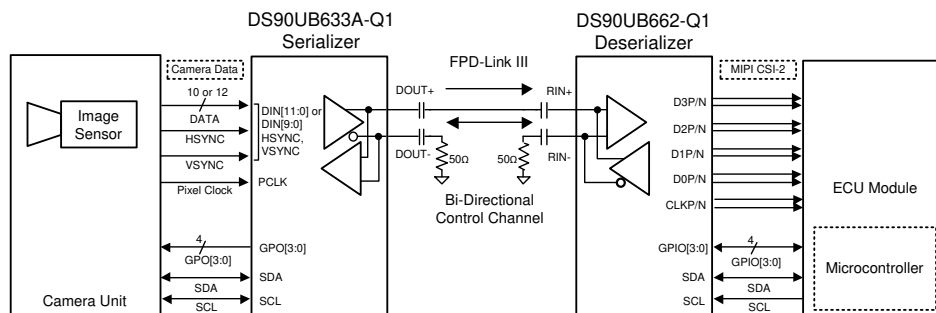 DS90UB633A-Q1
Serializer
DS90UB662-Q1
Deserializer
Camera Data
FPD-Link III
MIPI CSI-2
Image
Sensor
10 or 12
DATA
HSYNC
VSYNC
Pixel Clock
DIN[11:0] or
DIN[9:0]
HSYNC,
VSYNC
PCLK
DOUT+
DOUT-
50Ω
50Ω
RIN+
RIN-
Bi-Directional
Control Channel
D3P/N
D2P/N
D1P/N
D0P/N
CLKP/N
ECU Module
4
GPO[3:0]
GPO[3:0]
SDA
SDA
SCL
SCL
Camera Unit
GPIO[3:0]
4
GPIO[3:0]
SDA
SDA
SCL
SCL
Microcontroller